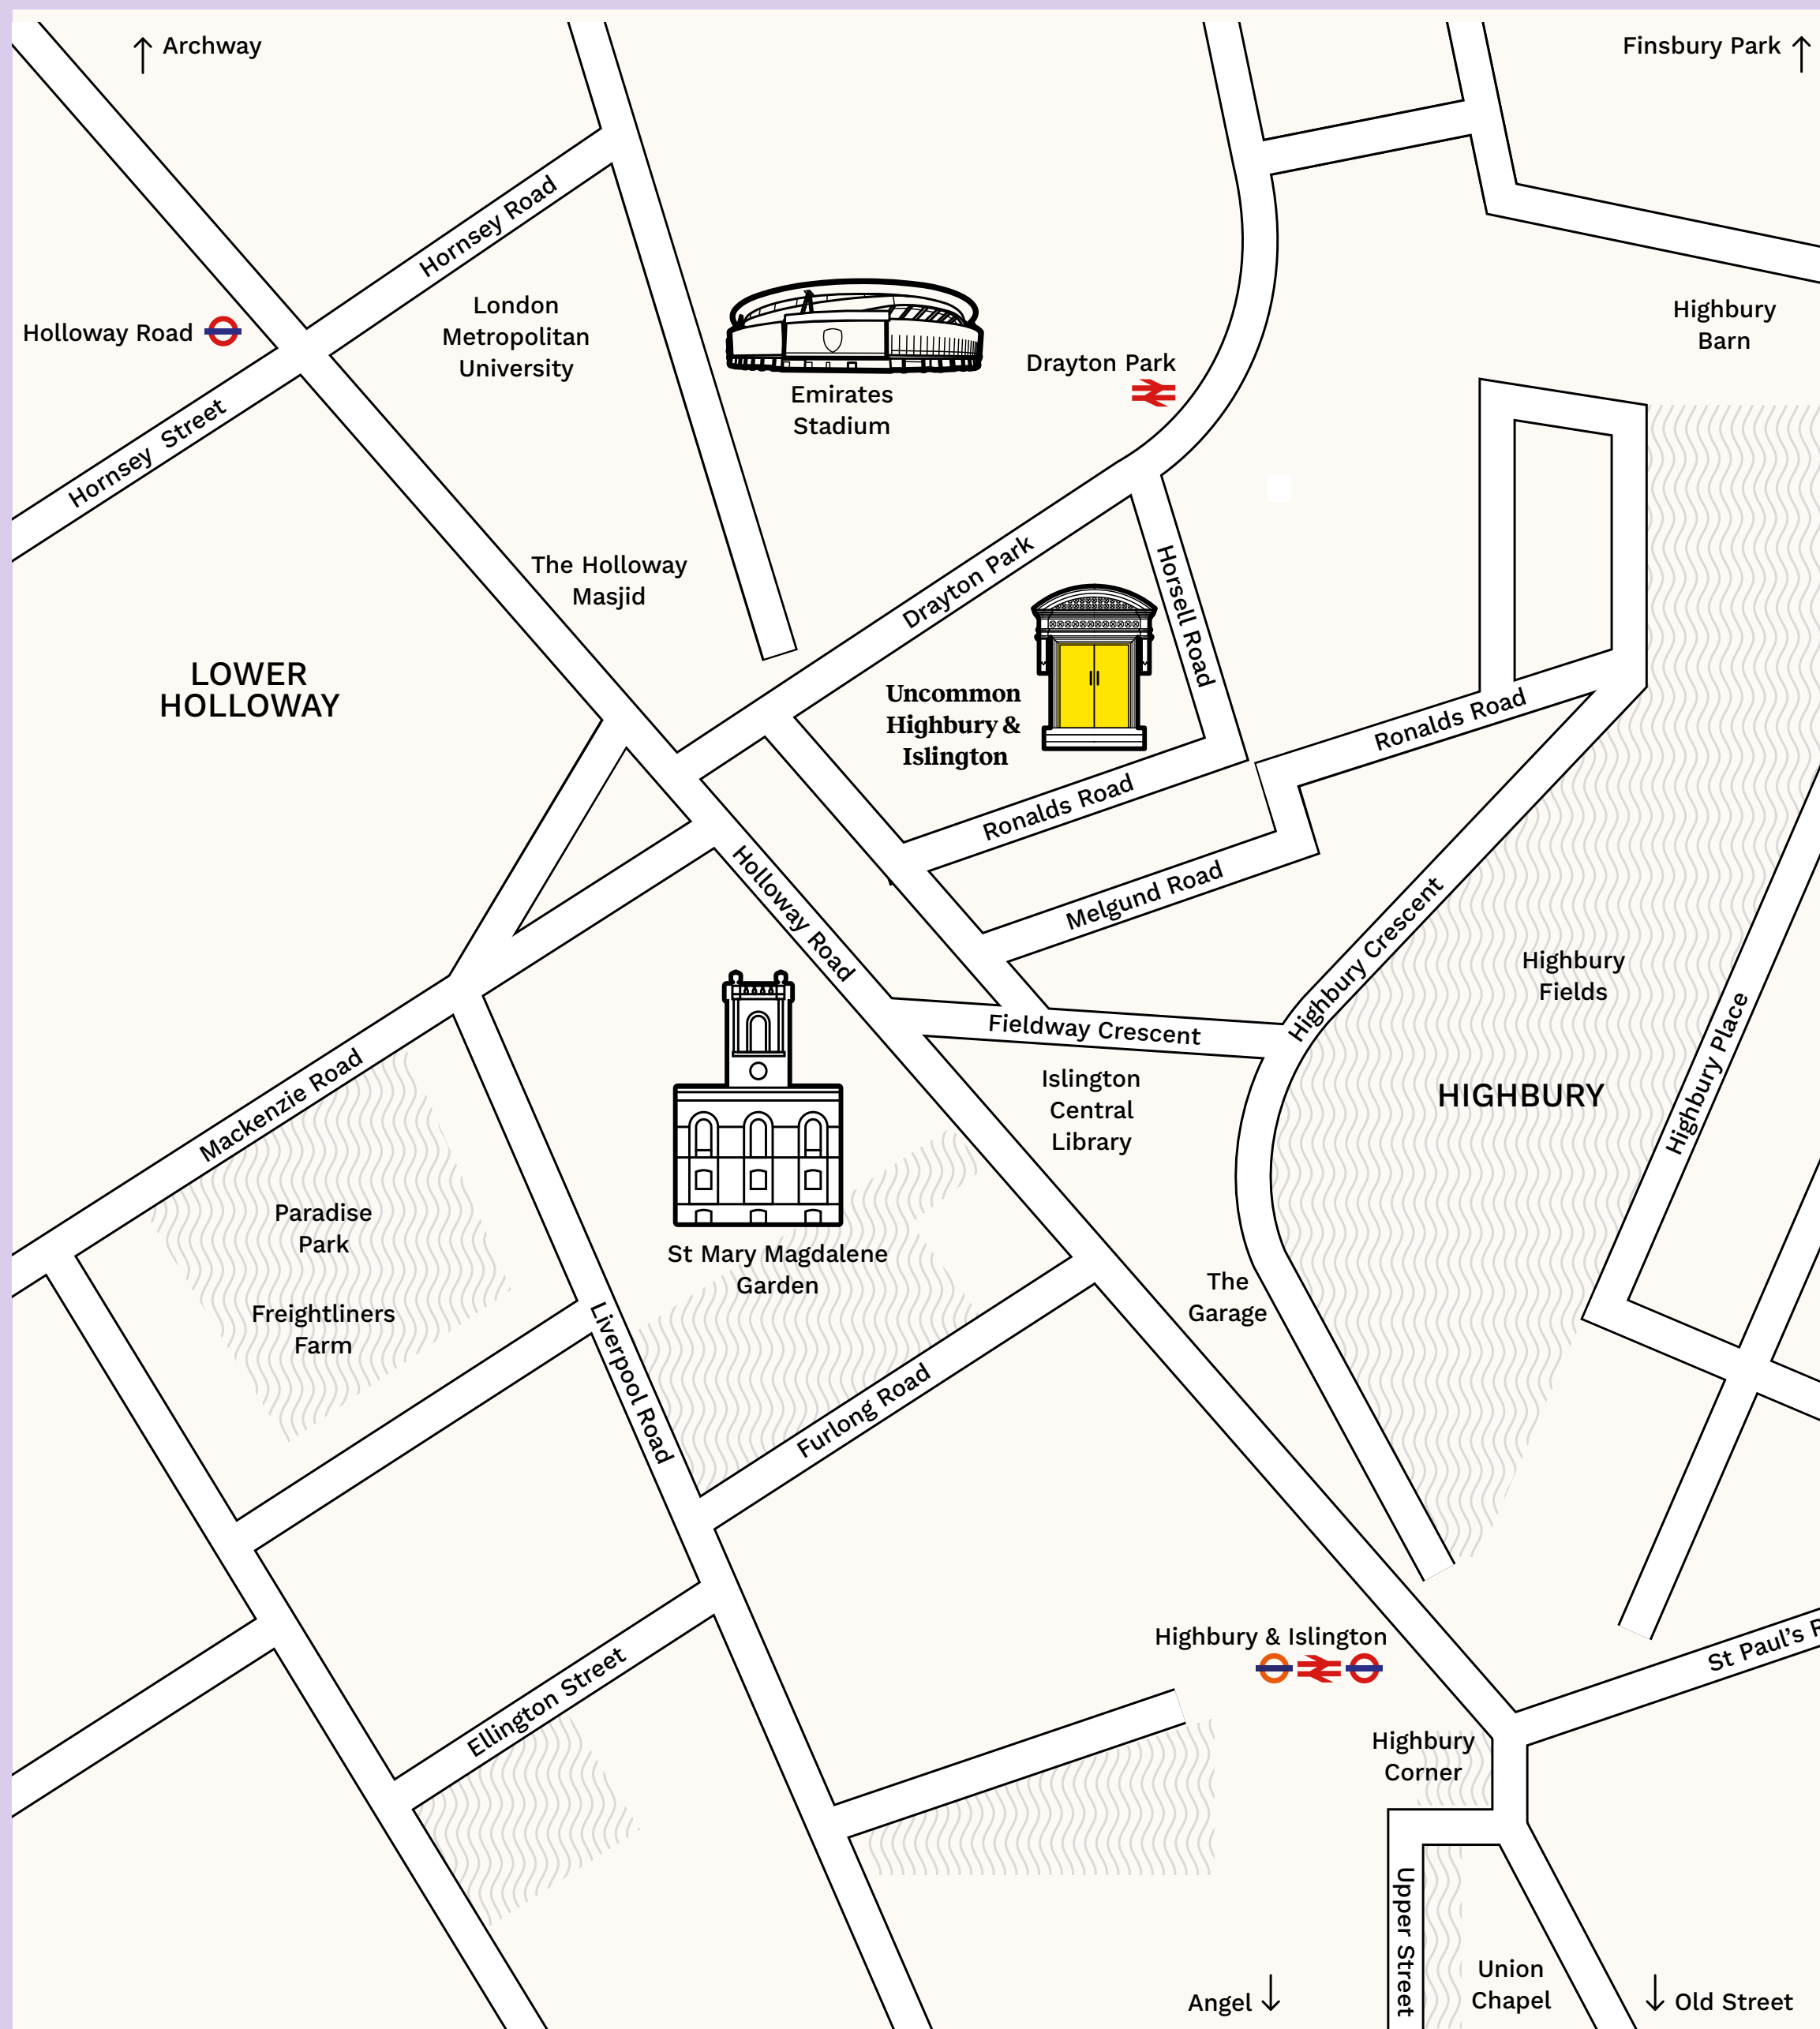 Archway
Finsbury Park
Hornsey Road
London
Metropolitan
University
Holloway Road
Highbury
Barn
Drayton Park
Emirates
Stadium
Hornsey Street
The Holloway
Masjid
Drayton Park
Horsell Road
LOWER
HOLLOWAY
Uncommon
Highbury &
Islington
Ronalds Road
Ronalds Road
Holloway Road
Melgund Road
Highbury Crescent
Highbury
Fields
Fieldway Crescent
Highbury Place
Mackenzie Road
Islington
Central
Library
HIGHBURY
Paradise
Park
St Mary Magdalene
Garden
The
Garage
Freightliners
Farm
Liverpool Road
Furlong Road
Highbury & Islington
St Paul's R
Ellington Street
Highbury
Corner
Upper Street
Union
Chapel
Angel
Old Street